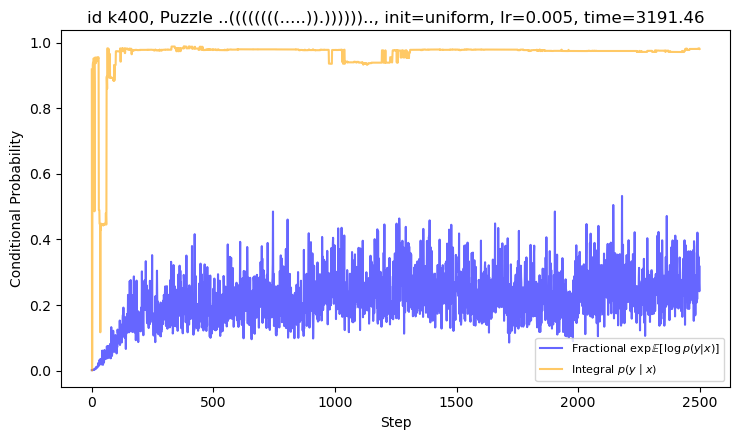 id k400, Puzzle ..((((((((.....)).)))))).., init=uniform, lr=0.005, time=3191.46
Conditional Probability
1.0
0.8
0.6
0.4
0.2
0.0
Fractional exp𝔼[log p(y|x)]
Integral p(y | x)
0 500 1000 1500 2000 2500
Step